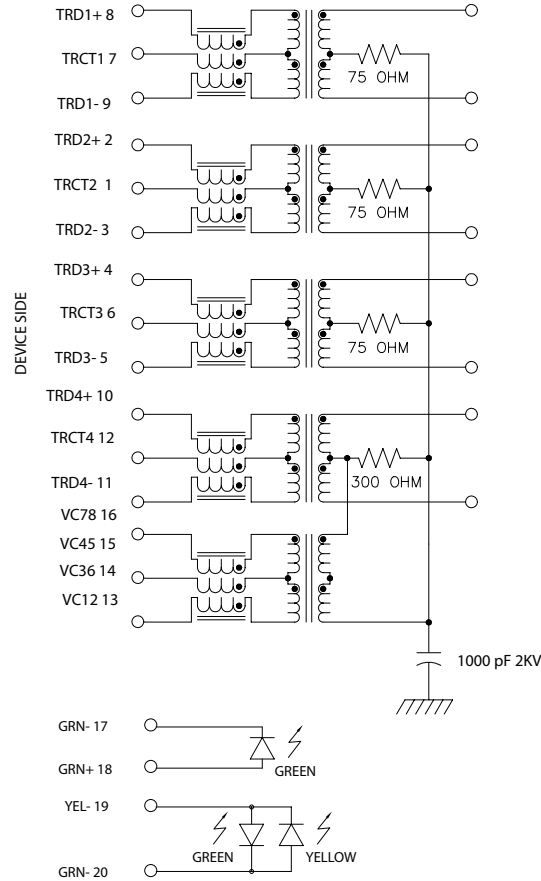 TRD1+ 8
TRCT1 7
75 OHM
TRD1- 9
TRD2+ 2
TRCT2 1
75 OHM
TRD2- 3
TRD3+ 4
DEVICE SIDE
TRCT3 6
75 OHM
TRD3- 5
TRD4+ 10
TRCT4 12
300 OHM
TRD4- 11
VC78 16
VC45 15
VC36 14
VC12 13
1000 pF 2KV
GRN- 17
GRN+ 18
GREEN
YEL- 19
GREEN
YELLOW
GRN- 20